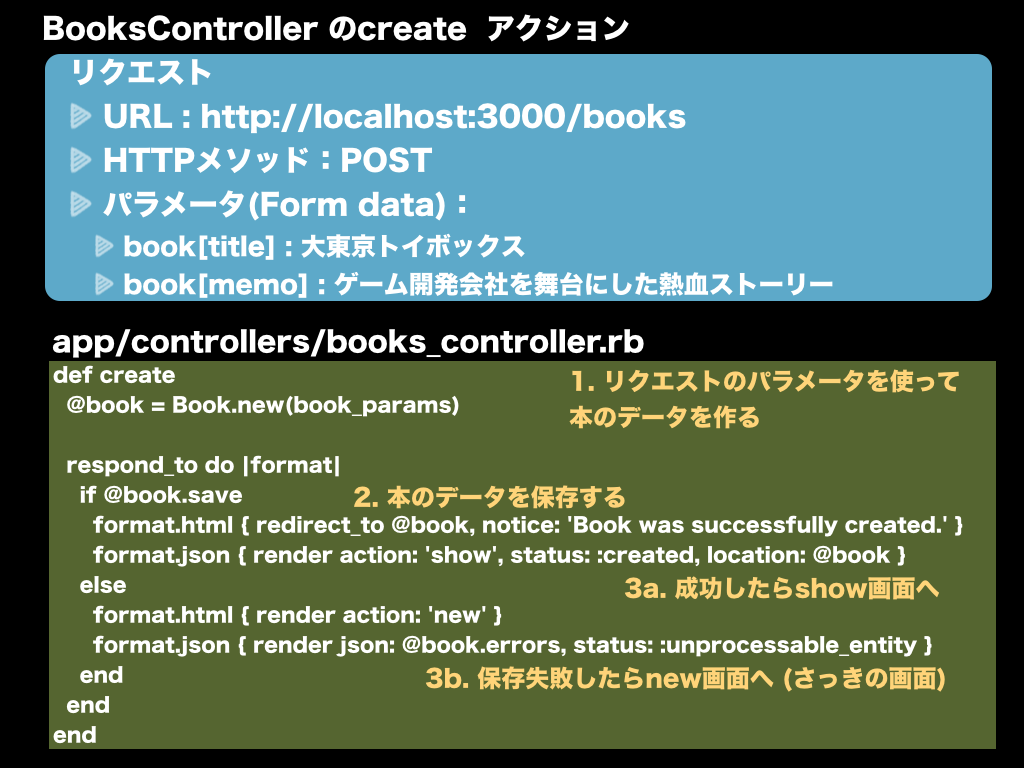 BooksController のcreate アクション
リクエスト
URL : http://localhost:3000/books
HTTPメソッド：POST
パラメータ(Form data)：
book[title] : 大東京トイボックス
book[memo] : ゲーム開発会社を舞台にした熱血ストーリー
app/controllers/books_controller.rb
def create
1. リクエストのパラメータを使って
@book = Book.new(book_params)
本のデータを作る
respond_to do |format|
if @book.save
2. 本のデータを保存する
format.html { redirect_to @book, notice: 'Book was successfully created.' }
format.json { render action: 'show', status: :created, location: @book }
else
3a. 成功したらshow画面へ
format.html { render action: 'new' }
format.json { render json: @book.errors, status: :unprocessable_entity }
end
3b. 保存失敗したらnew画面へ (さっきの画面)
end
end